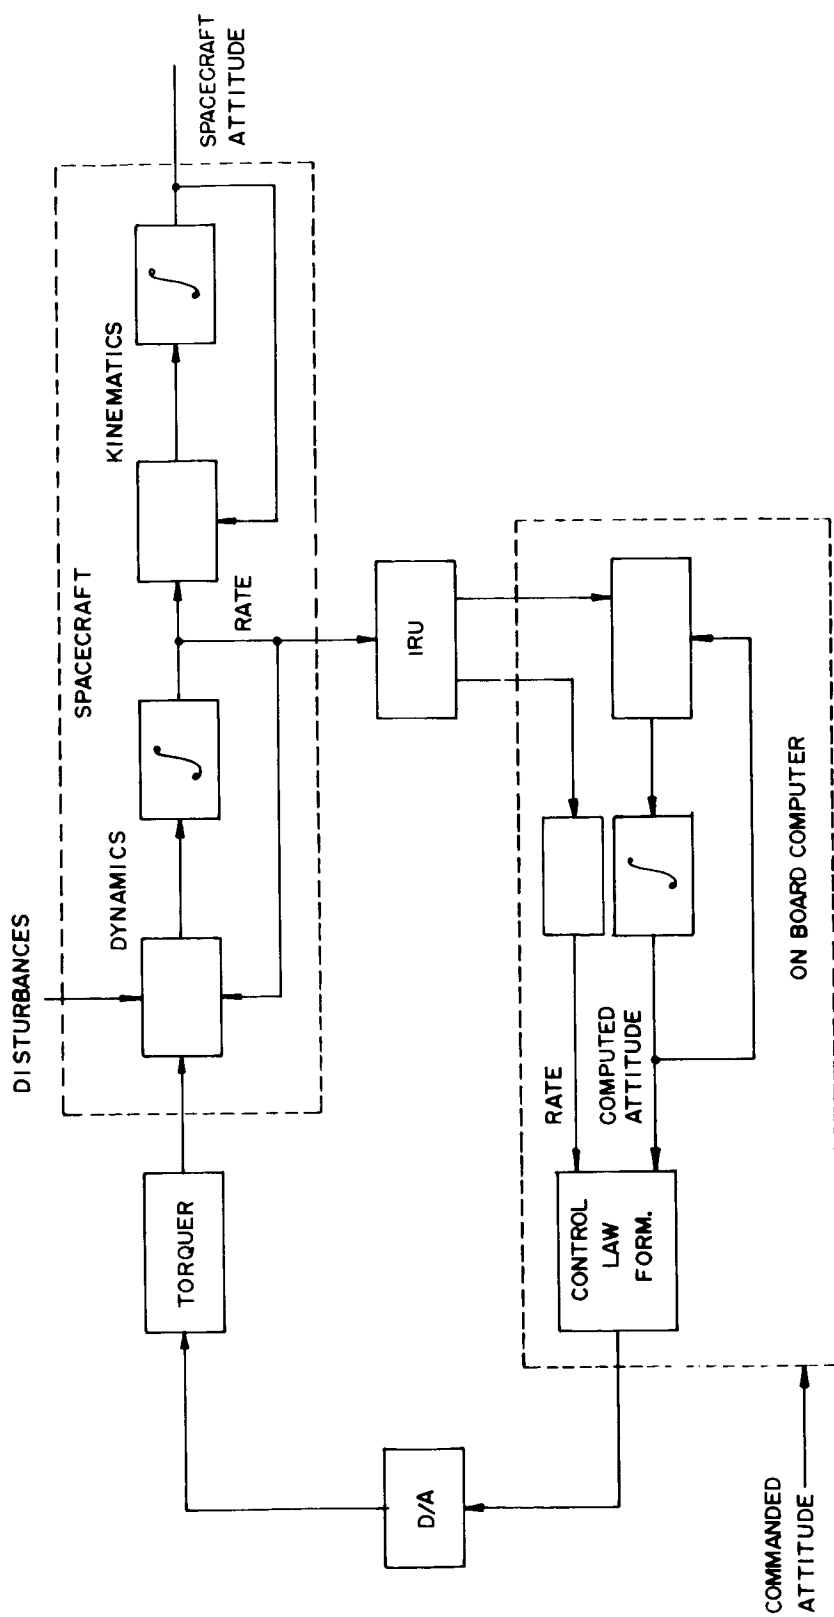 DISTURBANCES
SPACECRAFT
DYNAMICS
∫
RATE
KINEMATICS
∫
SPACECRAFT
ATTITUDE
TORQUER
IRU
D/A
CONTROL
LAW
FORM.
RATE
COMPUTED
ATTITUDE
∫
ON BOARD COMPUTER
COMMANDED
ATTITUDE